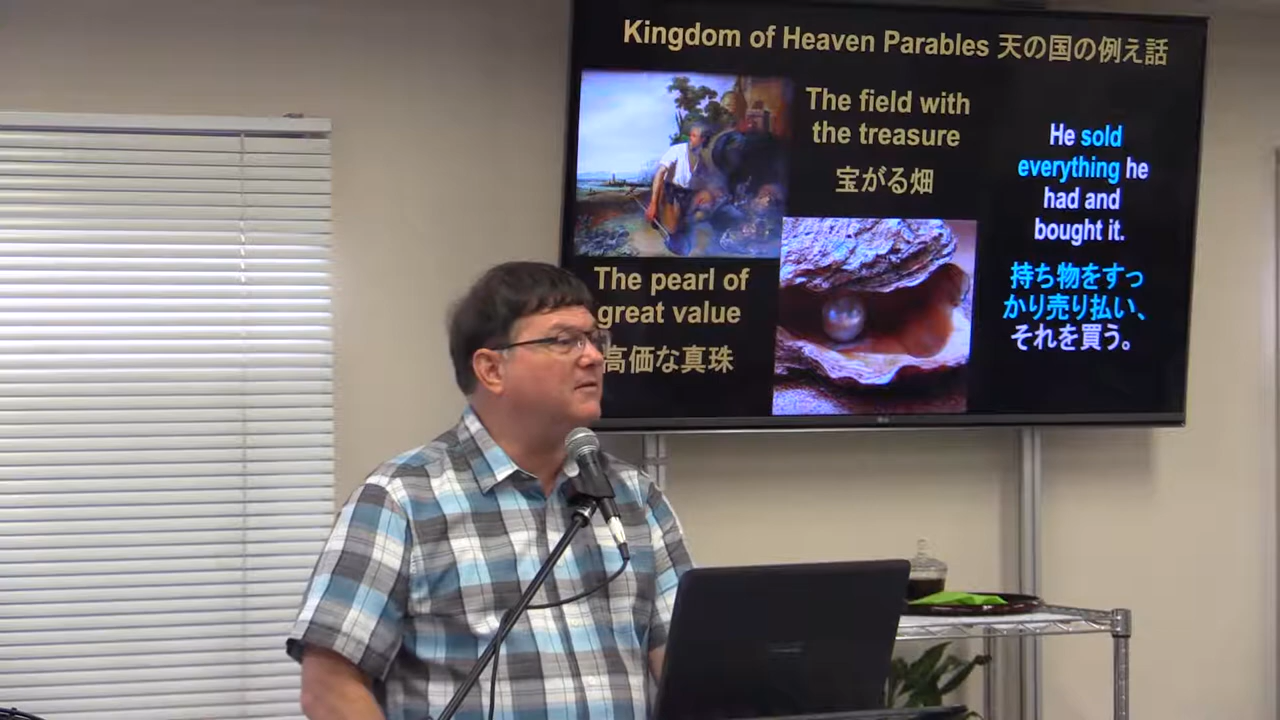 Kingdom of Heaven Parables 天の国の例え話
The field with
the treasure
宝がる畑
The pearl of
great value
高価な真珠
He sold
everything he
had and
bought it.
持ち物をすっ
かり売り払い、
それを買う。
LG